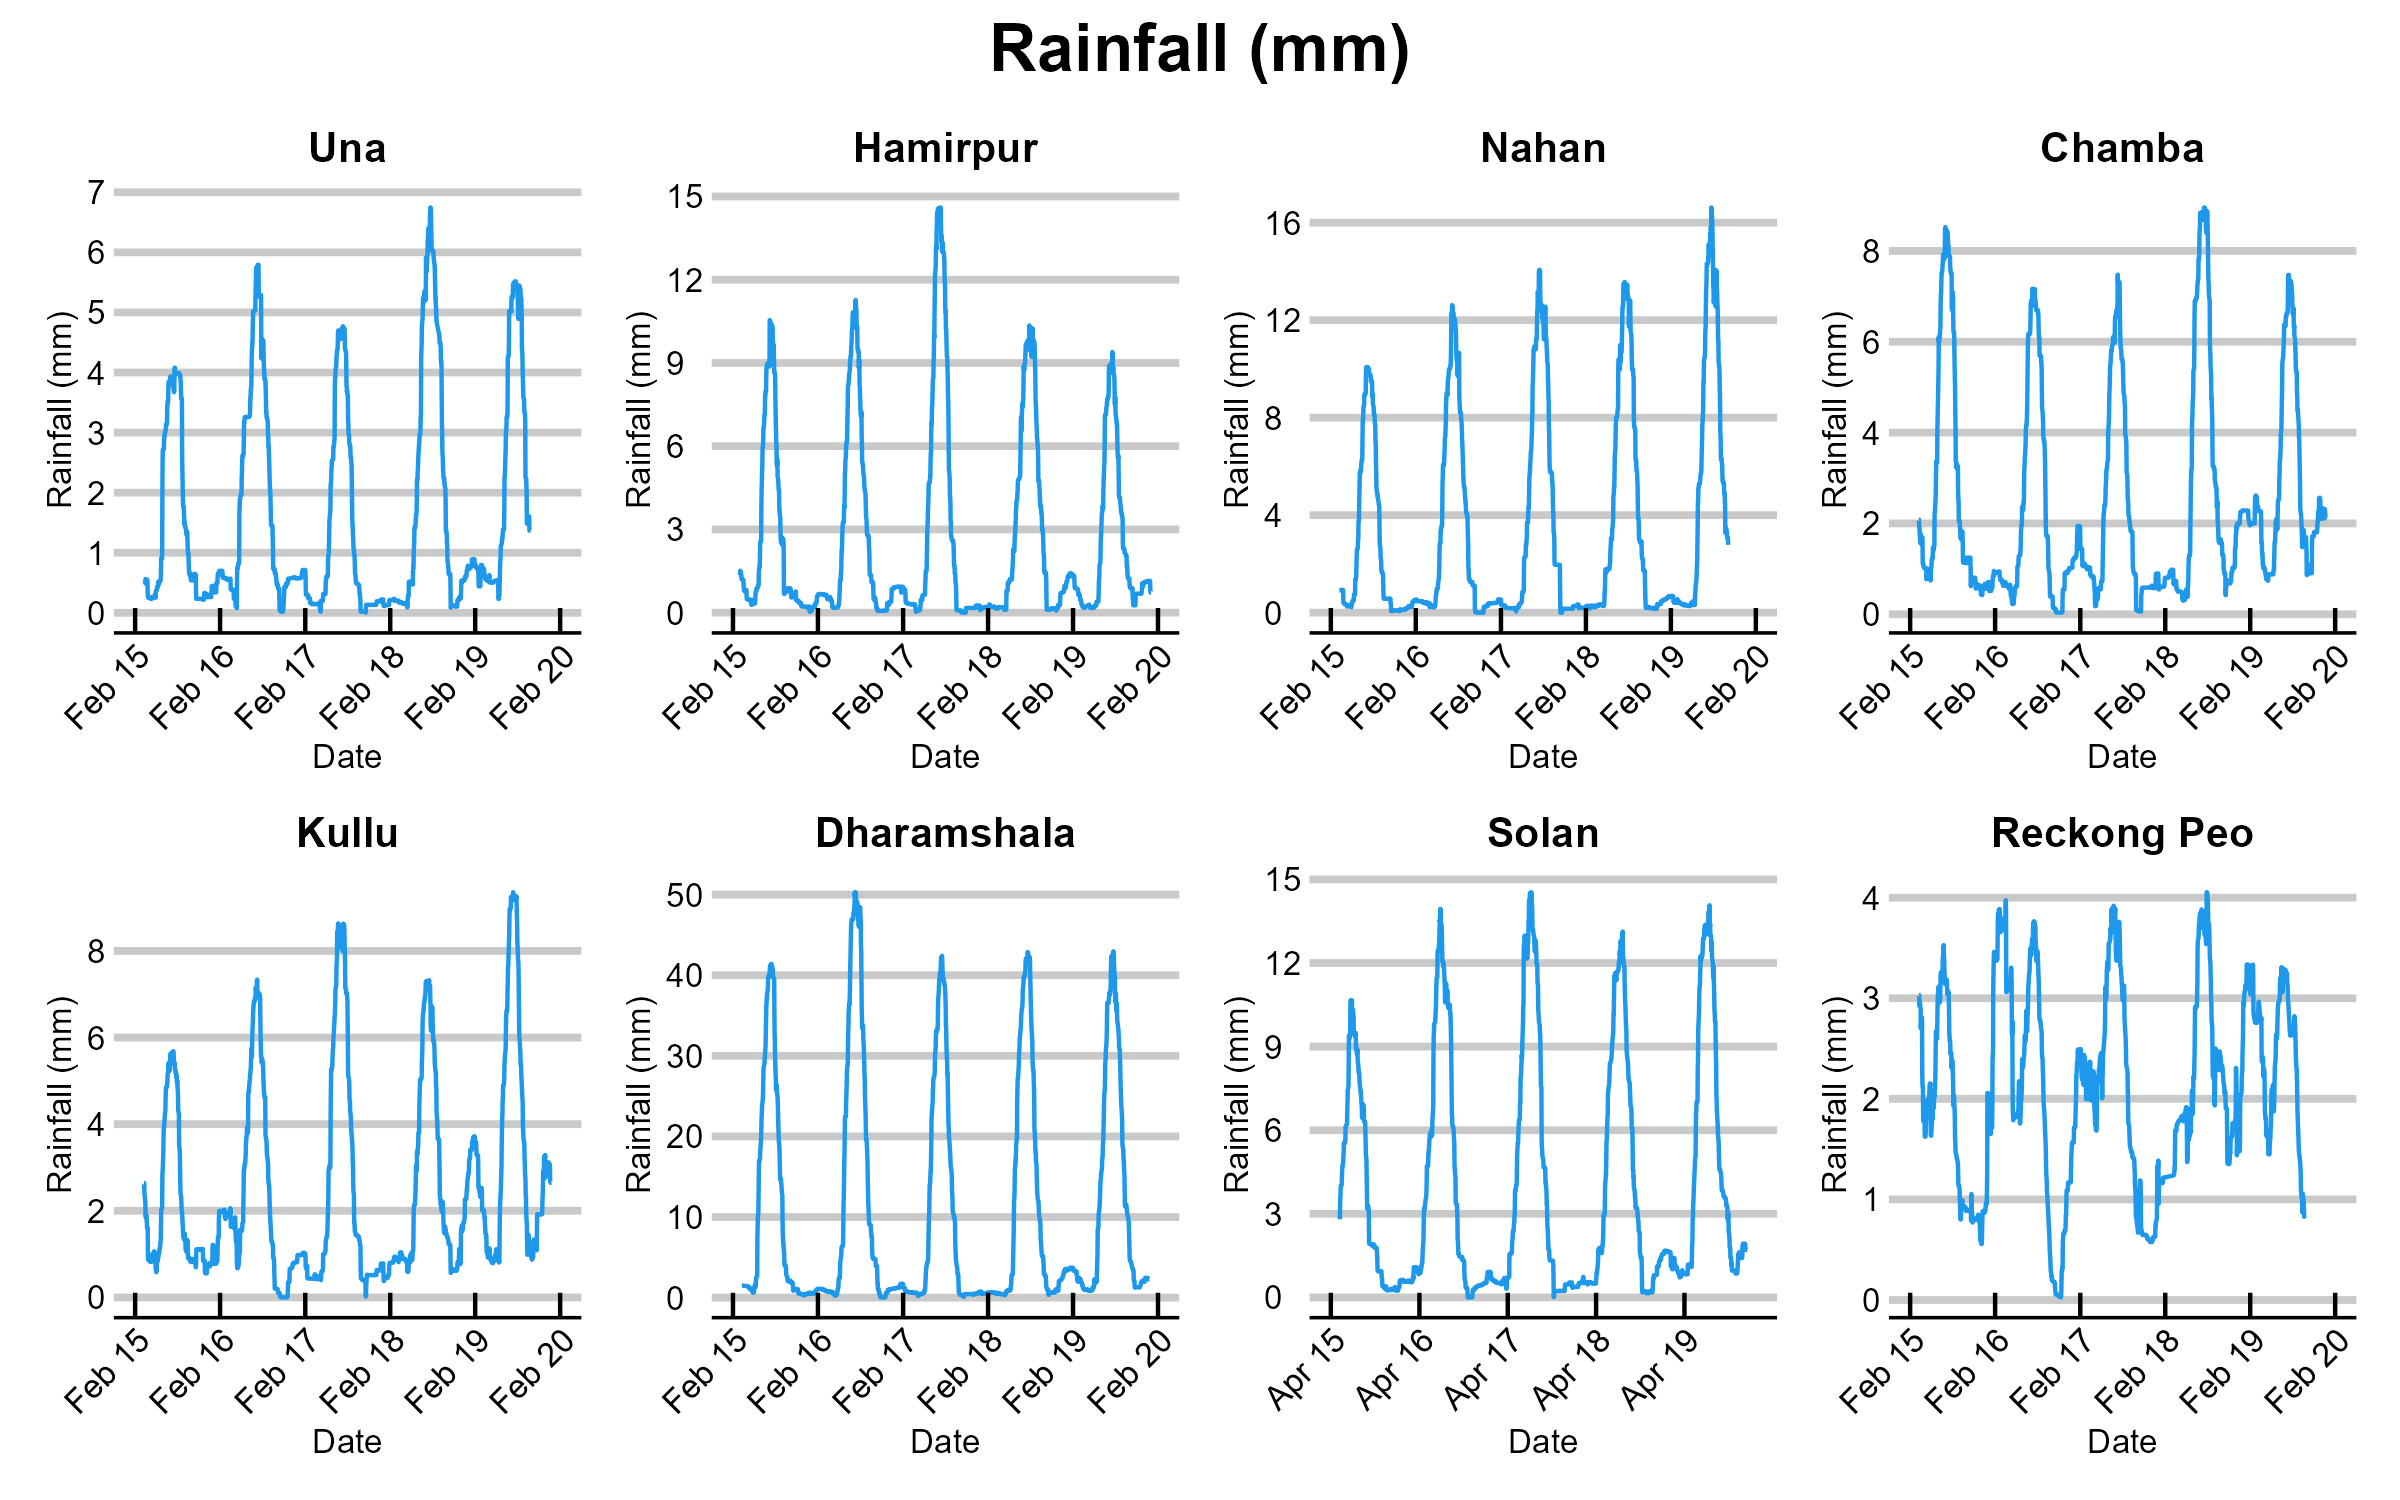 Rainfall (mm)
Una
Rainfall (mm)
7
6
5
4
3
2
1
0
Feb 15
Feb 16
Feb 17
Feb 18
Feb 19
Feb 20
Date
Hamirpur
Rainfall (mm)
15
12
9
6
3
0
Feb 15
Feb 16
Feb 17
Feb 18
Feb 19
Feb 20
Date
Nahan
Rainfall (mm)
16
12
8
4
0
Feb 15
Feb 16
Feb 17
Feb 18
Feb 19
Feb 20
Date
Chamba
Rainfall (mm)
8
6
4
2
0
Feb 15
Feb 16
Feb 17
Feb 18
Feb 19
Feb 20
Date
Kullu
Rainfall (mm)
8
6
4
2
0
Feb 15
Feb 16
Feb 17
Feb 18
Feb 19
Feb 20
Date
Dharamshala
Rainfall (mm)
50
40
30
20
10
0
Feb 15
Feb 16
Feb 17
Feb 18
Feb 19
Feb 20
Date
Solan
Rainfall (mm)
15
12
9
6
3
0
Apr 15
Apr 16
Apr 17
Apr 18
Apr 19
Date
Reckong Peo
Rainfall (mm)
4
3
2
1
0
Feb 15
Feb 16
Feb 17
Feb 18
Feb 19
Feb 20
Date